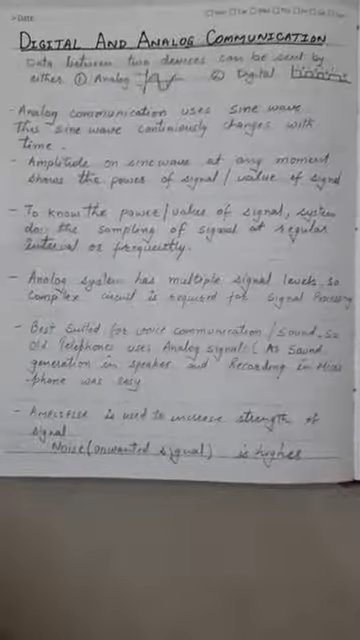 Date
DIGITAL AND ANALOG COMMUNICATION
Data between two devices can be sent by
either ① Analog ② Digital
- Analog communication uses sine wave
This sine wave continuously changes with
time.
- Amplitude on sinewave at any moment
shows the power of signal / value of signal
- To know the power/value of signal, system
do the sampling of signal at regular
interval or frequently.
- Analog system has multiple signal levels so
complex circuit is required for signal Processing
- Best suited for voice communication / sound. so
old telephones uses Analog signal ( As sound
generation in speaker and Recording in Micro
phone was easy
- Amplifier is used to increase strength of
signal
Noise (unwanted signal) is higher